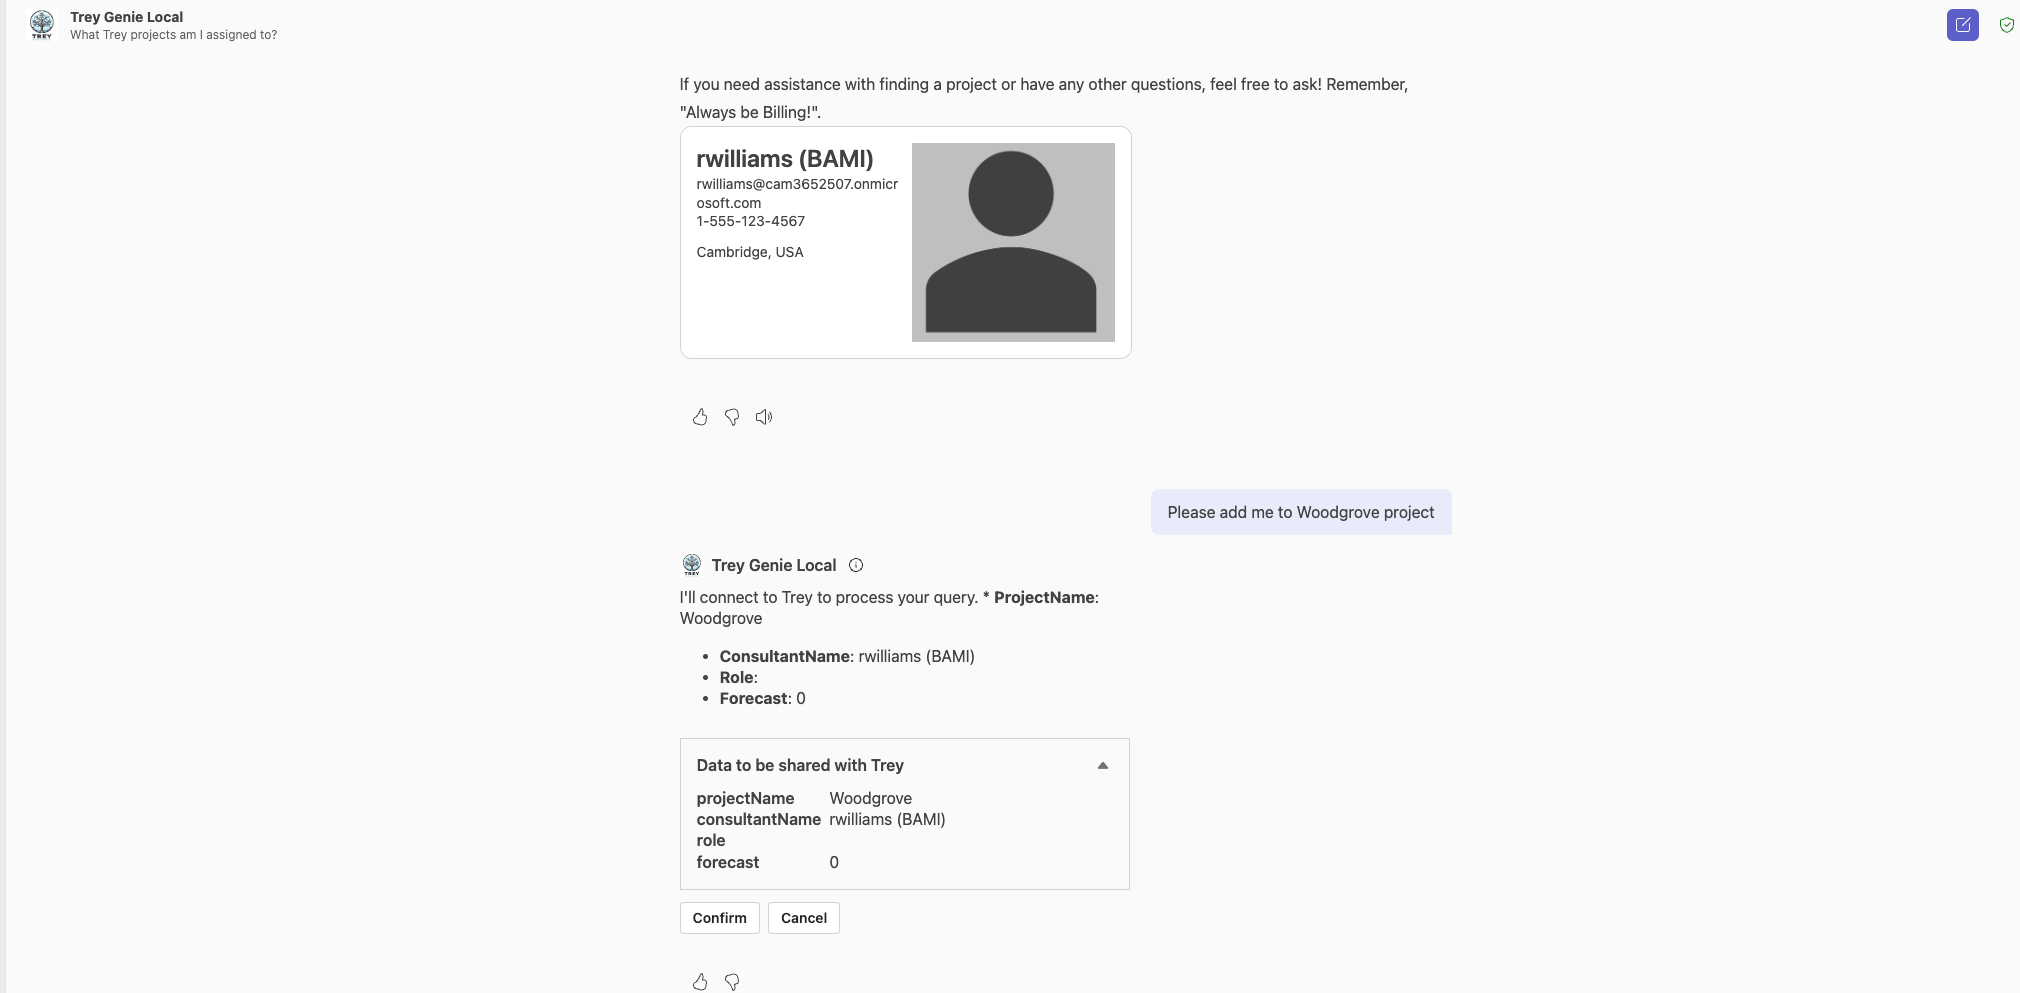 Trey Genie Local
What Trey projects am I assigned to?
If you need assistance with finding a project or have any other questions, feel free to ask! Remember,
"Always be Billing!".
rwilliams (BAMI)
rwilliams@cam3652507.onmicr
osoft.com
1-555-123-4567
Cambridge, USA
Please add me to Woodgrove project
TREY
Trey Genie Local
I'll connect to Trey to process your query. * ProjectName:
Woodgrove
• ConsultantName: rwilliams (BAMI)
• Role:
• Forecast: 0
Data to be shared with Trey
projectName Woodgrove
consultantName rwilliams (BAMI)
role
forecast 0
Confirm Cancel